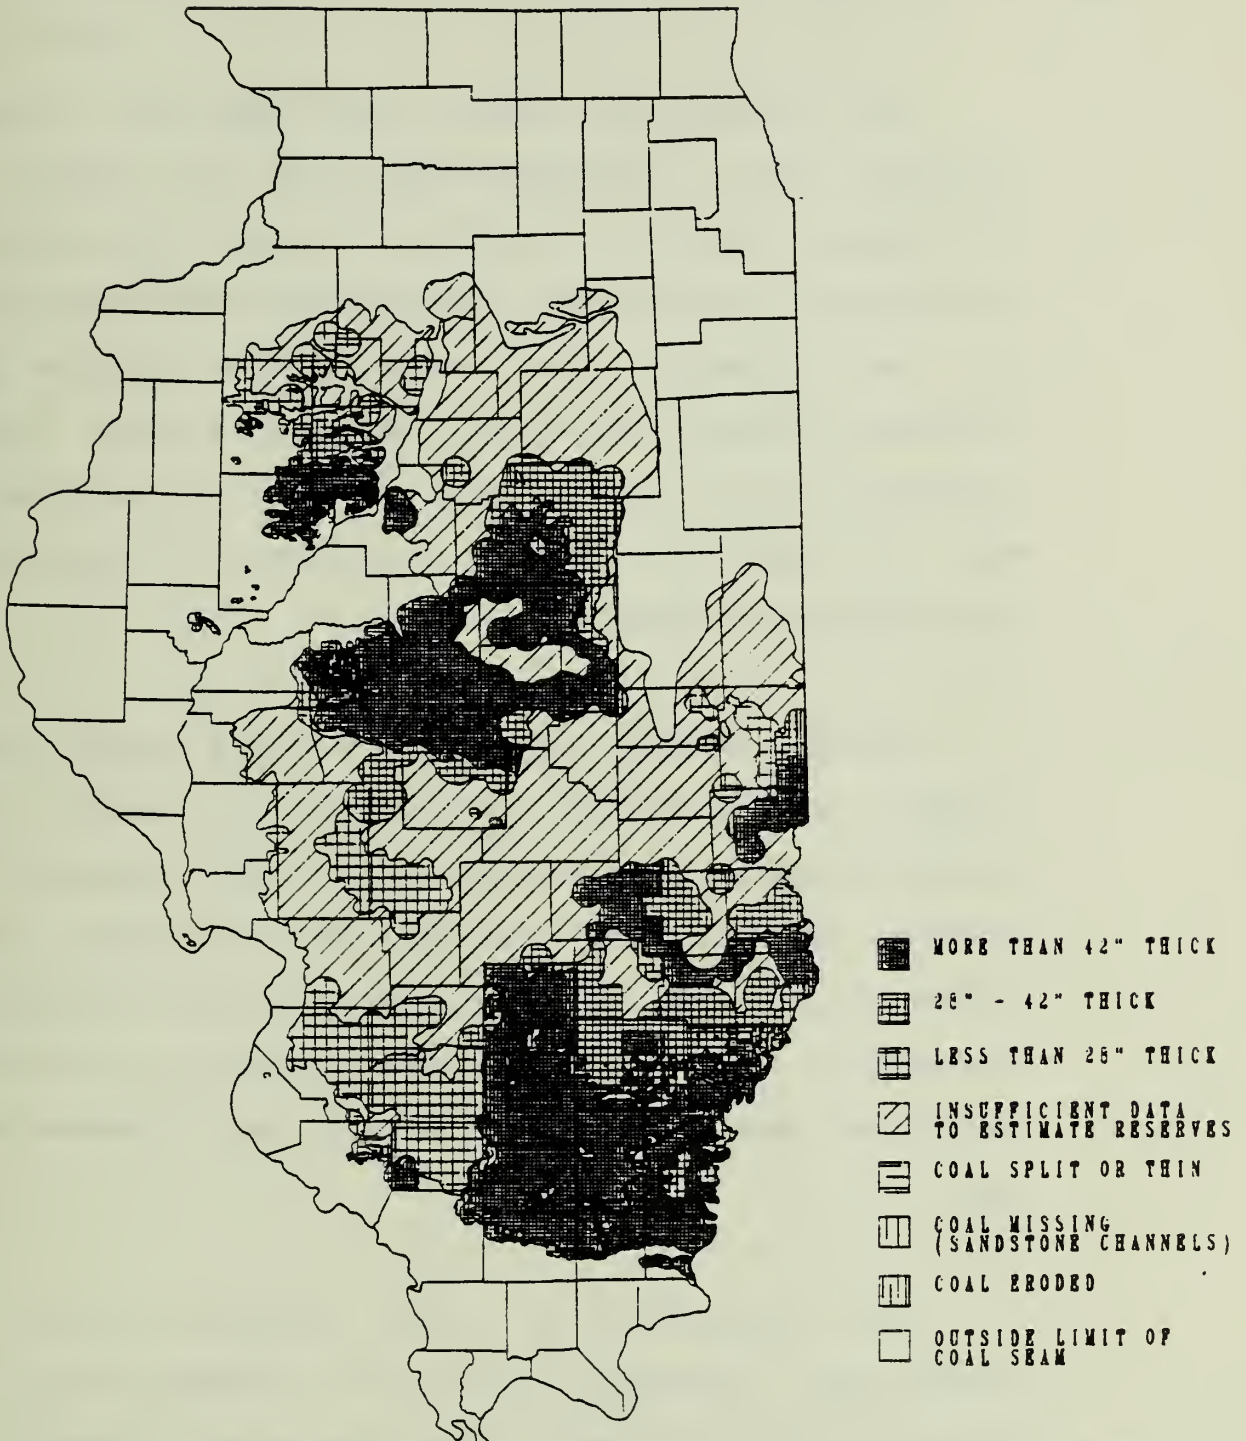 MORE THAN 42" THICK
28" - 42" THICK
LESS THAN 28" THICK
INSUFFICIENT DATA
TO ESTIMATE RESERVES
COAL SPLIT OR THIN
COAL MISSING
(SANDSTONE CHANNELS)
COAL ERODED
OUTSIDE LIMIT OF
COAL SEAM